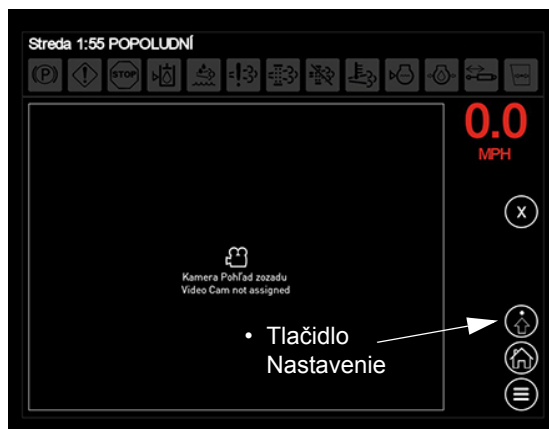 Streda 1:55 POPOLUDNÍ
STOP
0.0
MPH
X
Kamera Pohľad zozadu
Video Cam not assigned
• Tlačidlo
Nastavenie